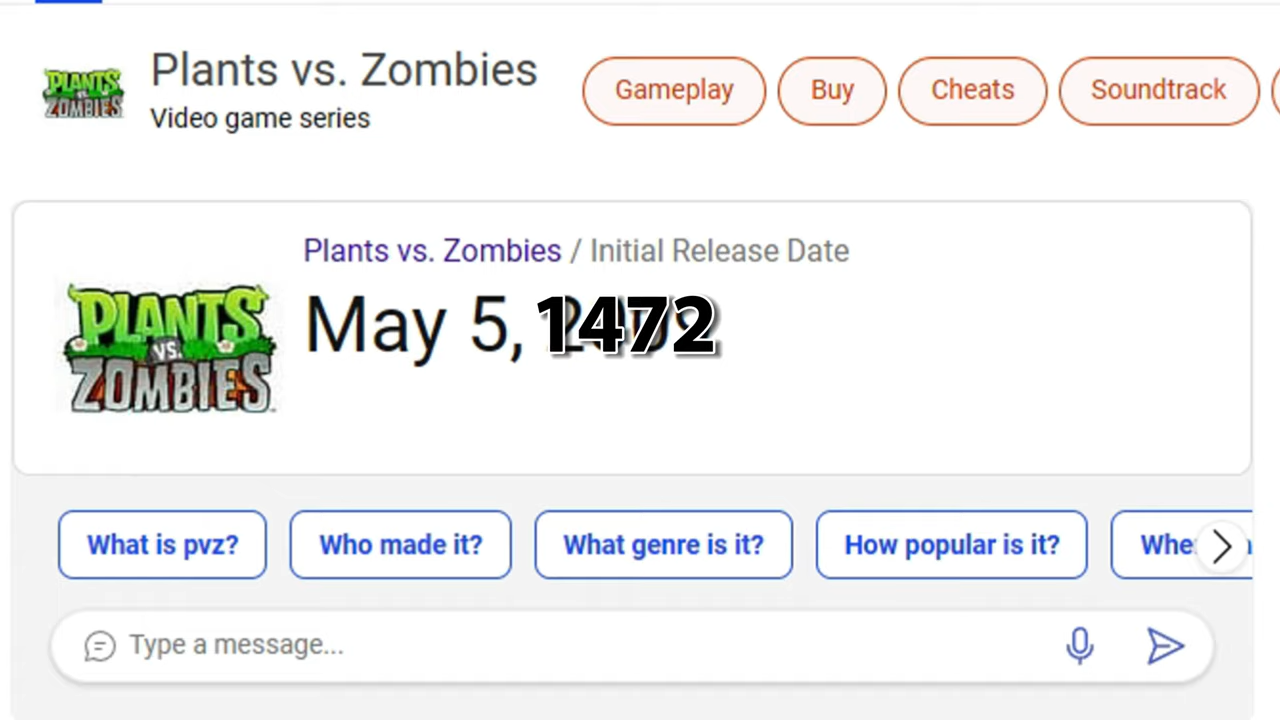 PLANTS VS. ZOMBIES
Plants vs. Zombies
Video game series
Gameplay
Buy
Cheats
Soundtrack
Plants vs. Zombies / Initial Release Date
May 5, 1472
PLANTS
VS.
ZOMBIES
What is pvz?
Who made it?
What genre is it?
How popular is it?
Type a message...